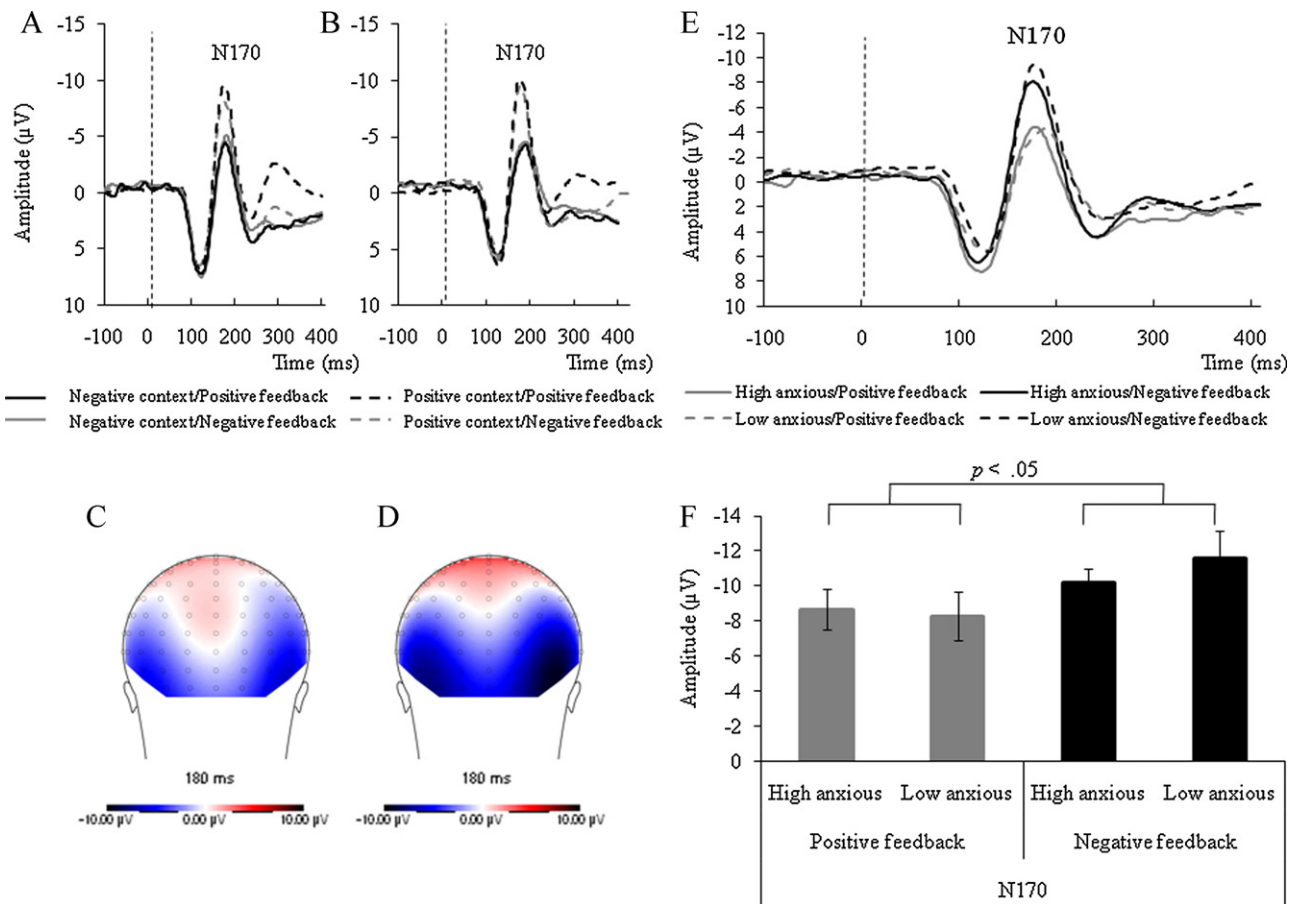 A
-15
-10
-5
0
5
10
Amplitude (μV)
N170
-100 0 100 200 300 400
Time (ms)
B
-15
-10
-5
0
5
10
N170
-100 0 100 200 300 400
Time (ms)
Negative context/Positive feedback
Positive context/Positive feedback
Negative context/Negative feedback
Positive context/Negative feedback
E
-12
-10
-8
-6
-4
-2
0
2
4
6
8
10
Amplitude (μV)
N170
-100 0 100 200 300 400
Time (ms)
High anxious/Positive feedback
High anxious/Negative feedback
Low anxious/Positive feedback
Low anxious/Negative feedback
C
180 ms
-10.00 μV 0.00 μV 10.00 μV
D
180 ms
-10.00 μV 0.00 μV 10.00 μV
F
p < .05
-14
-12
-10
-8
-6
-4
-2
0
Amplitude (μV)
High anxious Low anxious High anxious Low anxious
Positive feedback Negative feedback
N170